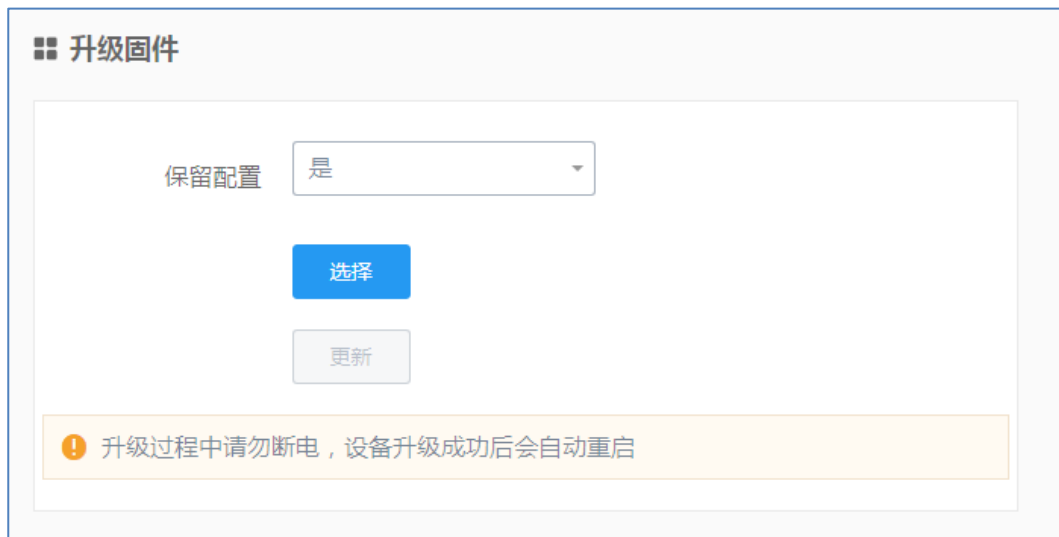 升级固件
保留配置
是
选择
更新
升级过程中请勿断电，设备升级成功后会自动重启